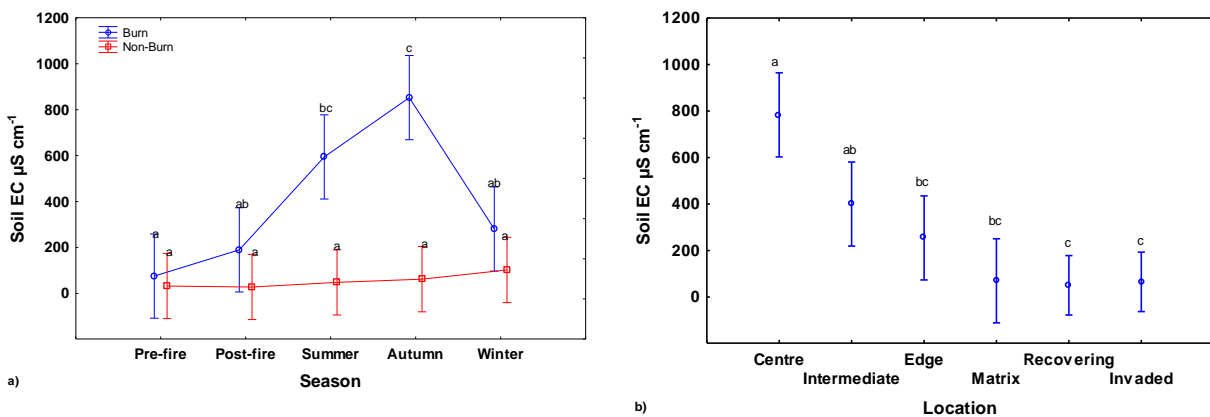 1200
1000
800
600
400
200
0
Soil EC µS cm-1
Burn
Non-Burn
a
a
ab
a
bc
a
c
a
ab
a
Pre-fire
Post-fire
Summer
Autumn
Winter
Season
a)
1200
1000
800
600
400
200
0
Soil EC µS cm-1
a
ab
bc
bc
c
c
Centre
Intermediate
Edge
Matrix
Recovering
Invaded
Location
b)